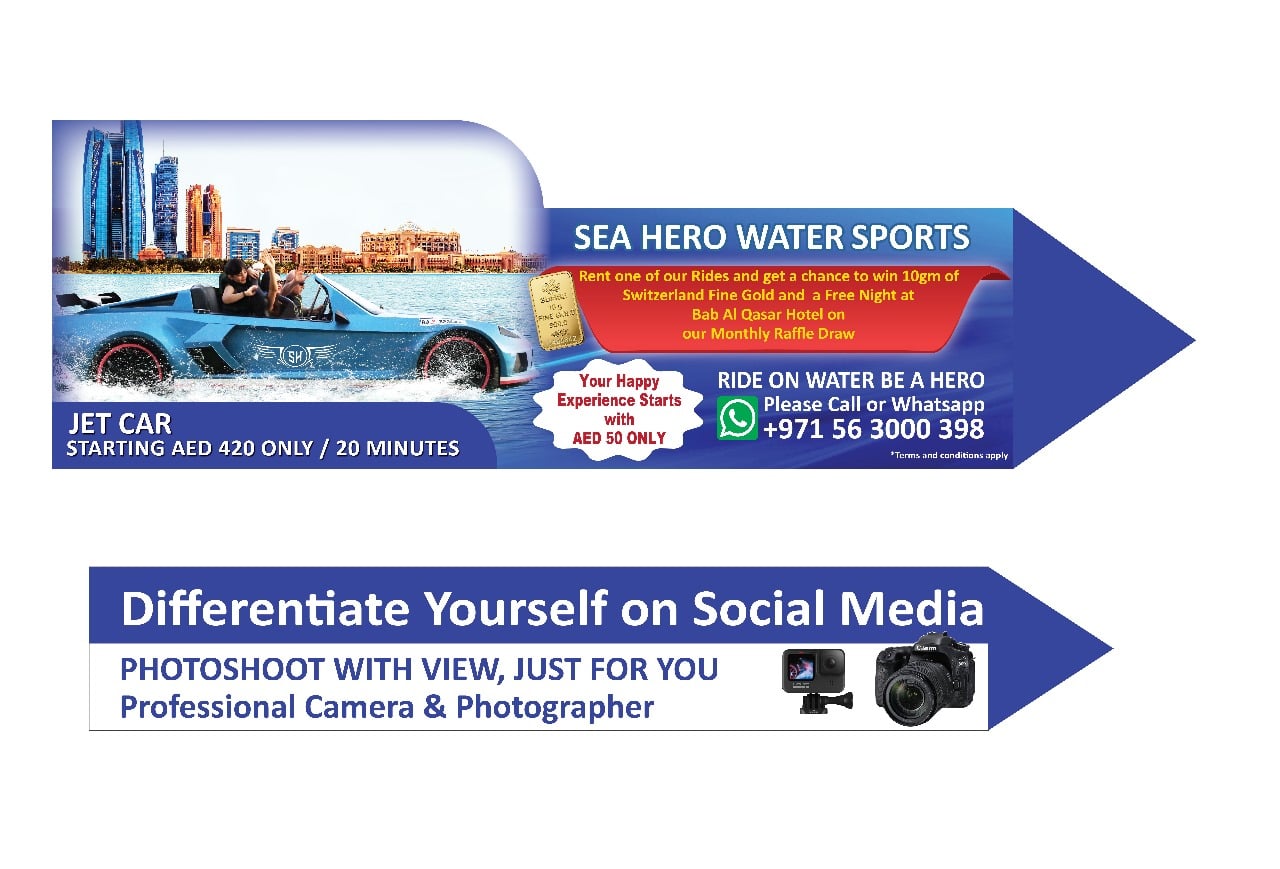 SEA HERO WATER SPORTS
Rent one of our Rides and get a chance to win 10gm of
Switzerland Fine Gold and a Free Night at
Bab Al Qasar Hotel on
our Monthly Raffle Draw
SH
JET CAR
STARTING AED 420 ONLY / 20 MINUTES
Your Happy
Experience Starts
with
AED 50 ONLY
RIDE ON WATER BE A HERO
Please Call or Whatsapp
+971 56 3000 398
*Terms and conditions apply
Differentiate Yourself on Social Media
PHOTOSHOOT WITH VIEW, JUST FOR YOU
Professional Camera & Photographer